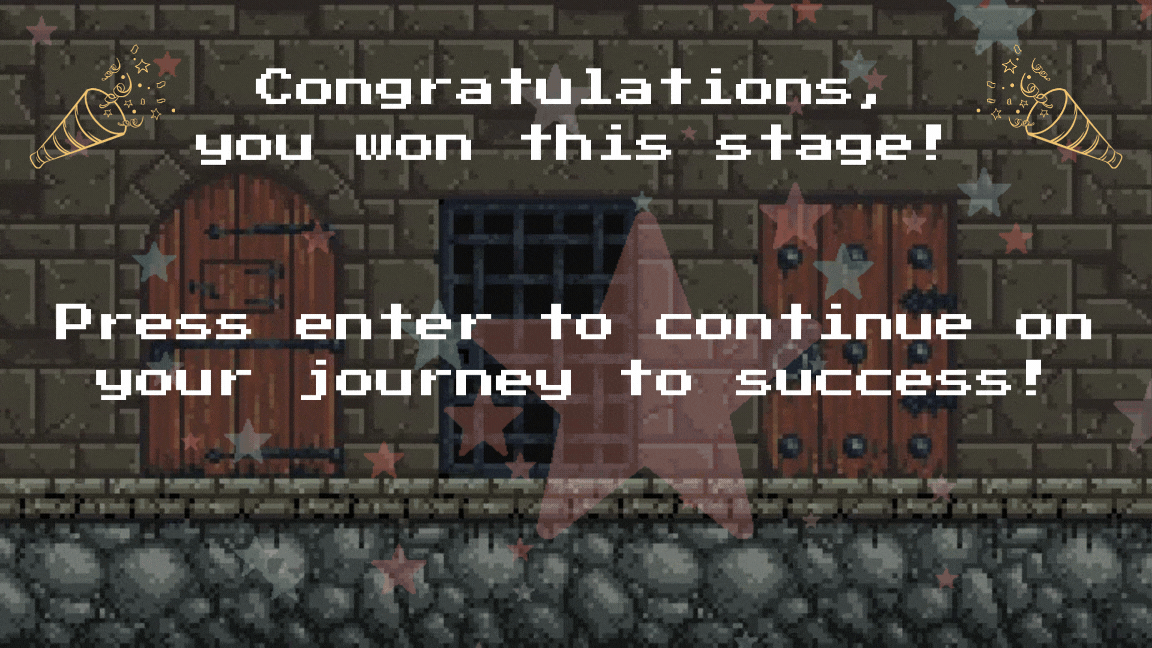 Congratulations,
you won this stage!
Press enter to continue on
your journey to success!